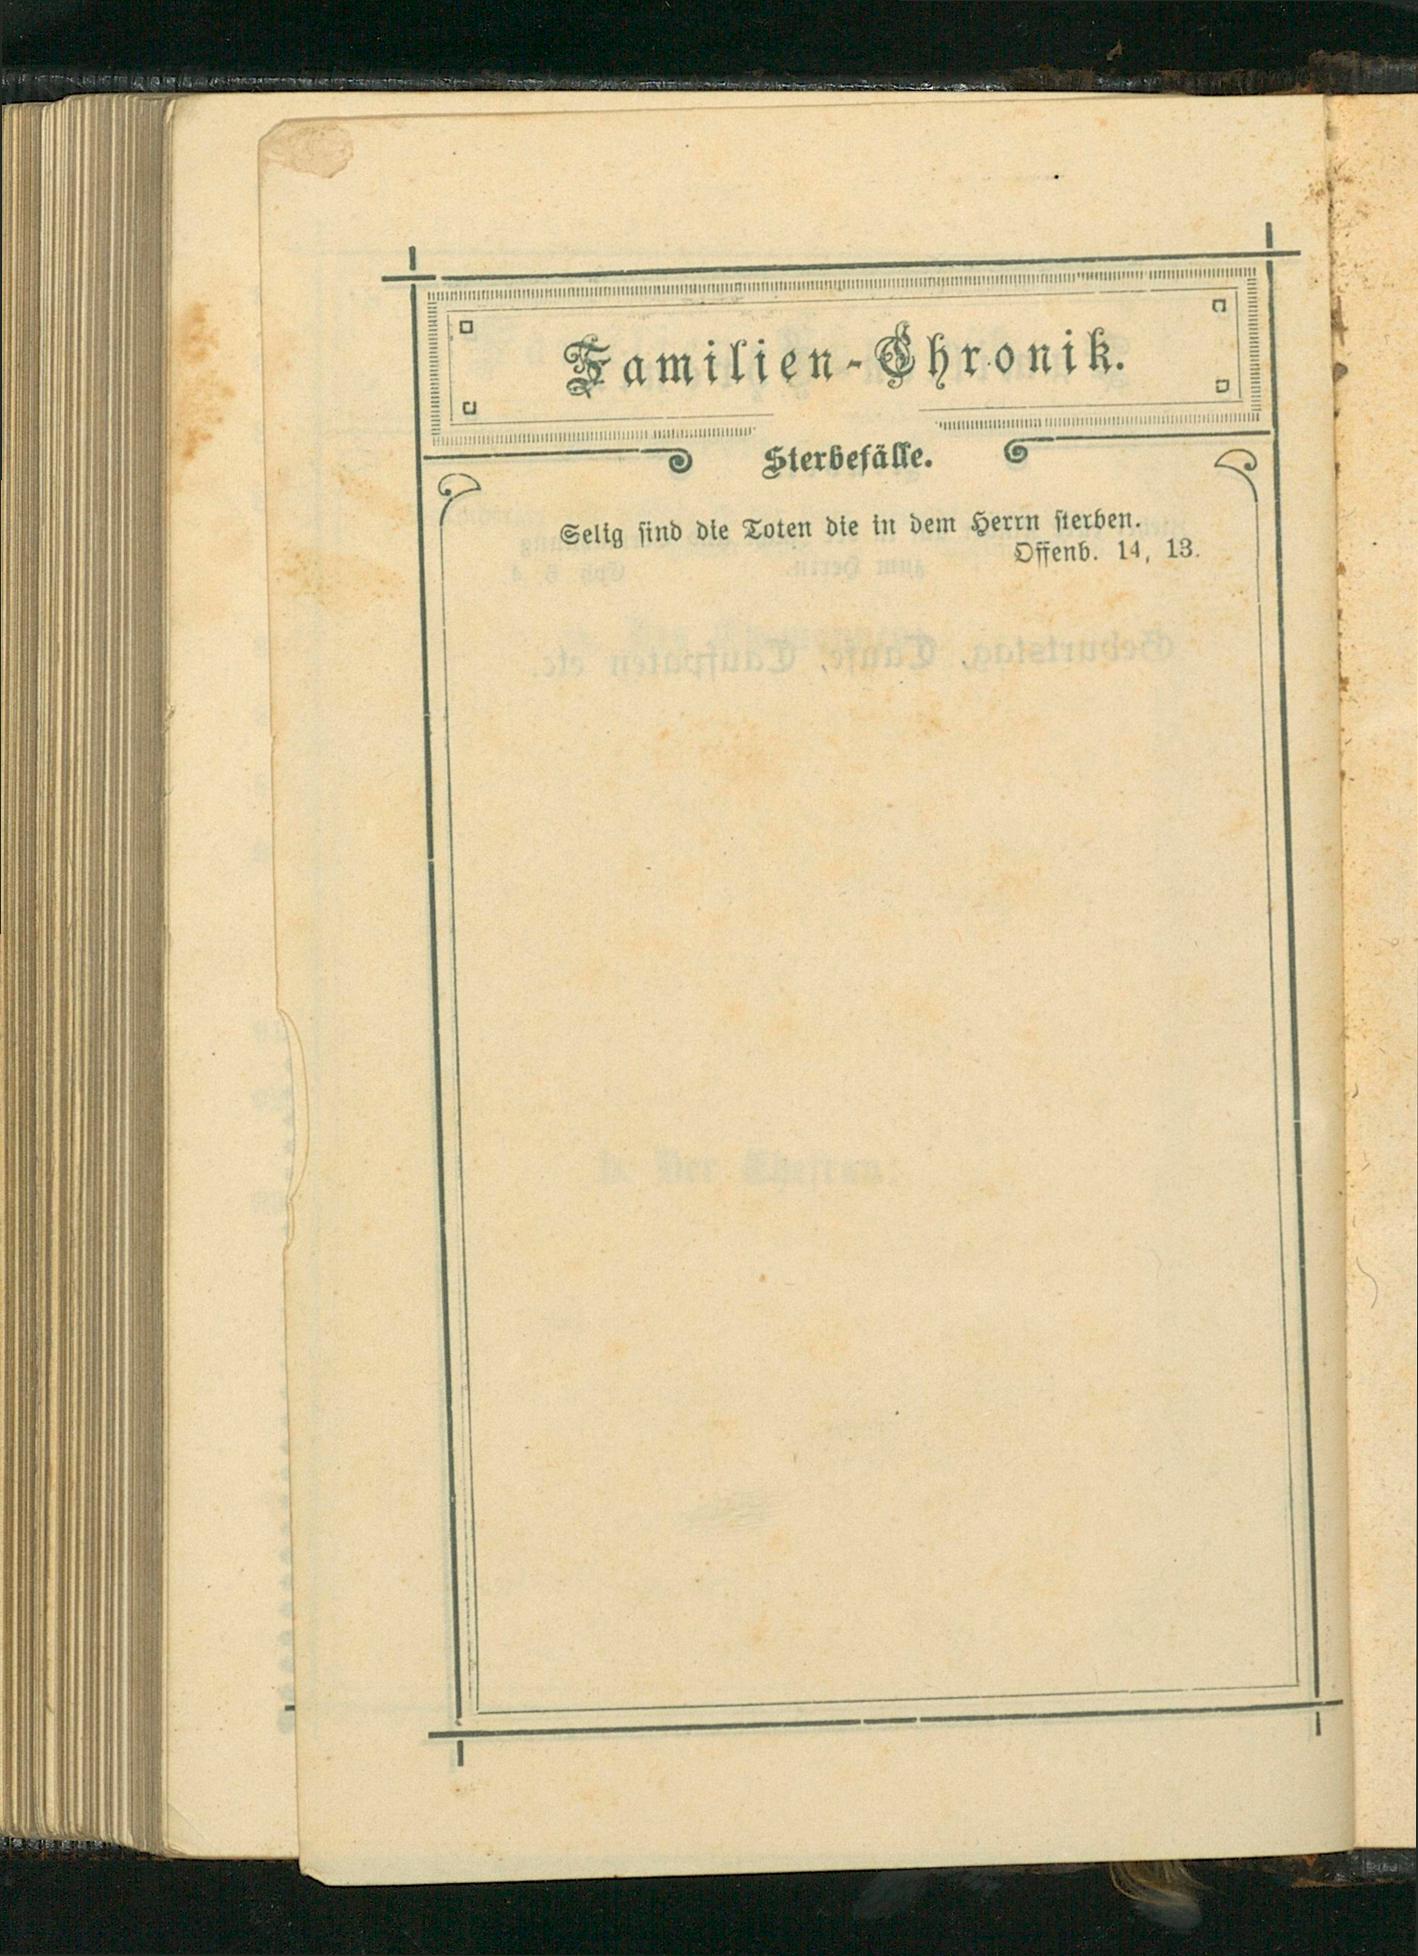 Familien-Chronik.
Sterbefälle.
Selig sind die Toten die in dem Herrn sterben.
Offenb. 14, 13.